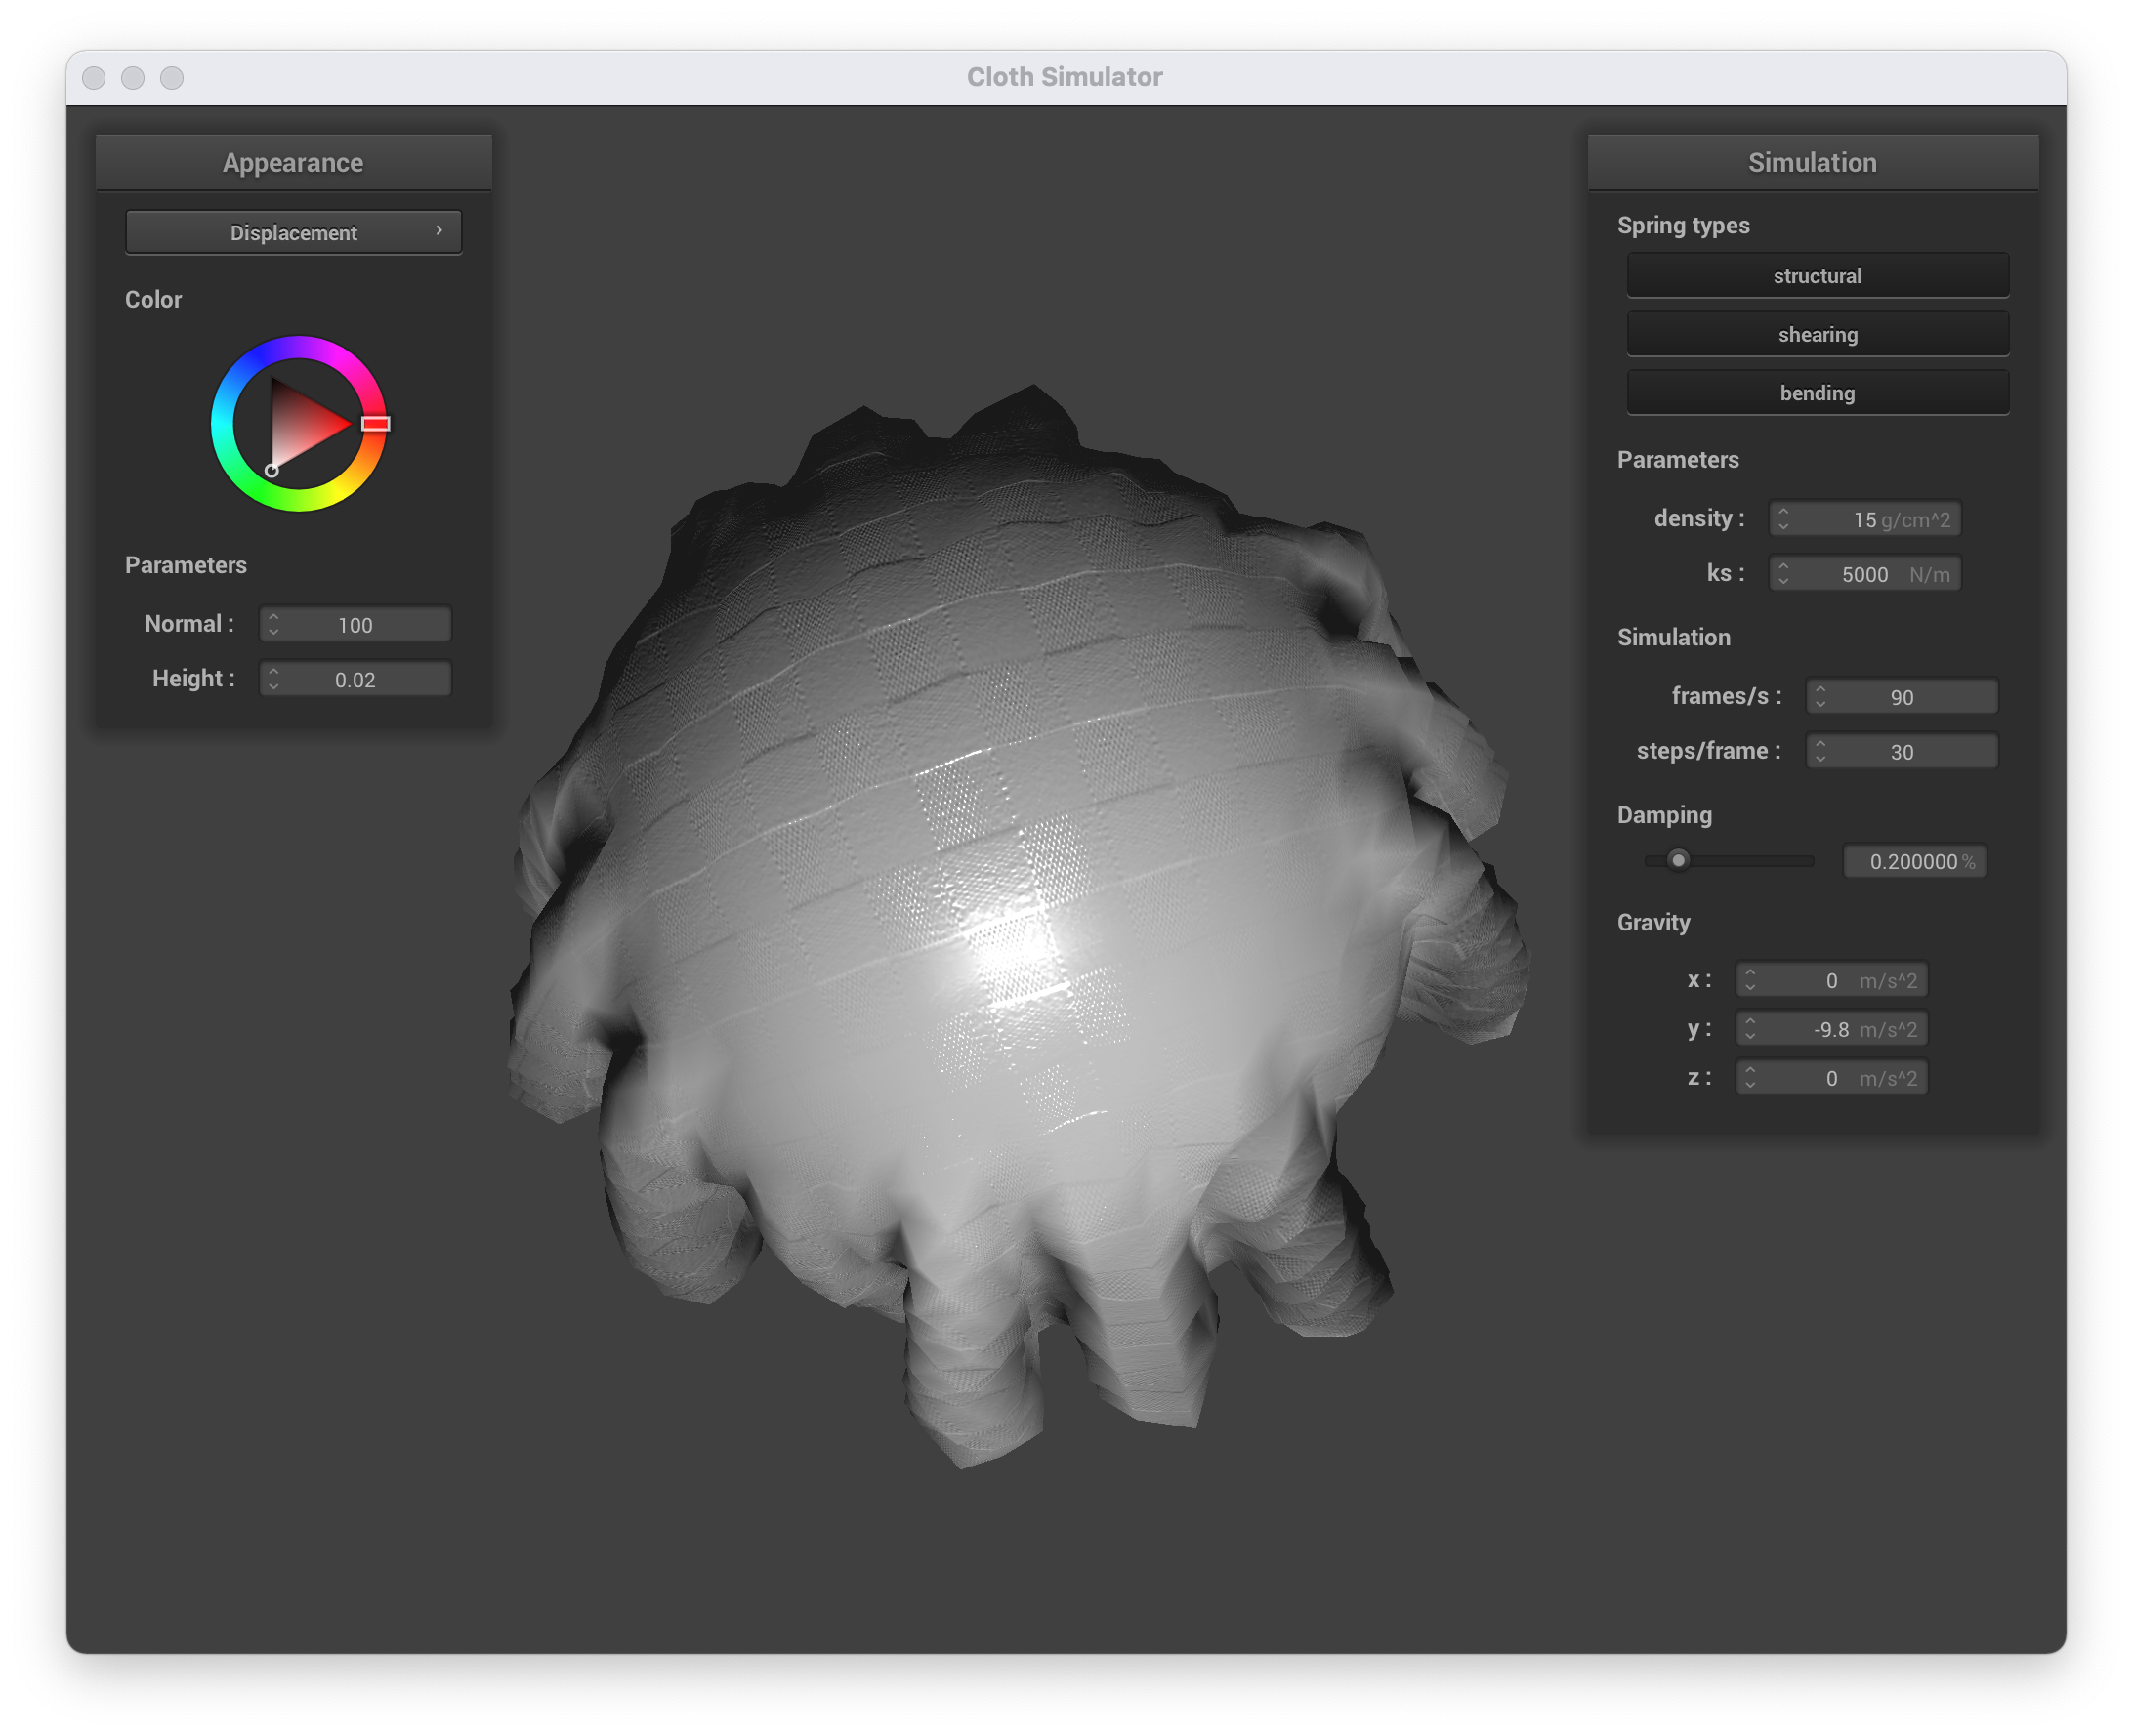 Cloth Simulator
Appearance
Displacement
Color
Parameters
Normal : 100
Height : 0.02
Simulation
Spring types
structural
shearing
bending
Parameters
density : 15 g/cm^2
ks : 5000 N/m
Simulation
frames/s : 90
steps/frame : 30
Damping
0.200000 %
Gravity
x : 0 m/s^2
y : -9.8 m/s^2
z : 0 m/s^2